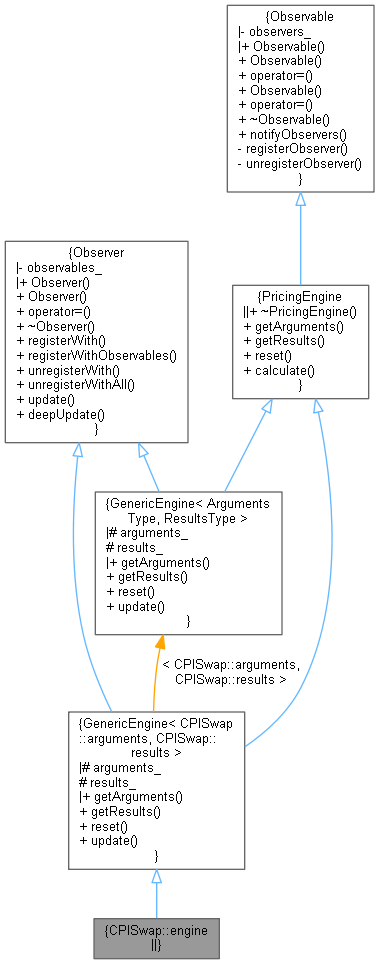 {Observable
|- observers_
|+ Observable()
+ Observable()
+ operator=()
+ Observable()
+ operator=()
+ ~Observable()
+ notifyObservers()
- registerObserver()
- unregisterObserver()
}
{Observer
|- observables_
|+ Observer()
+ Observer()
+ operator=()
+ ~Observer()
+ registerWith()
+ registerWithObservables()
+ unregisterWith()
+ unregisterWithAll()
+ update()
+ deepUpdate()
}
{PricingEngine
||+ ~PricingEngine()
+ getArguments()
+ getResults()
+ reset()
+ calculate()
}
{GenericEngine< Arguments
Type, ResultsType >
|# arguments_
# results_
|+ getArguments()
+ getResults()
+ reset()
+ update()
}
< CPISwap::arguments,
CPISwap::results >
{GenericEngine< CPISwap
::arguments, CPISwap::
results >
|# arguments_
# results_
|+ getArguments()
+ getResults()
+ reset()
+ update()
}
{CPISwap::engine
||}